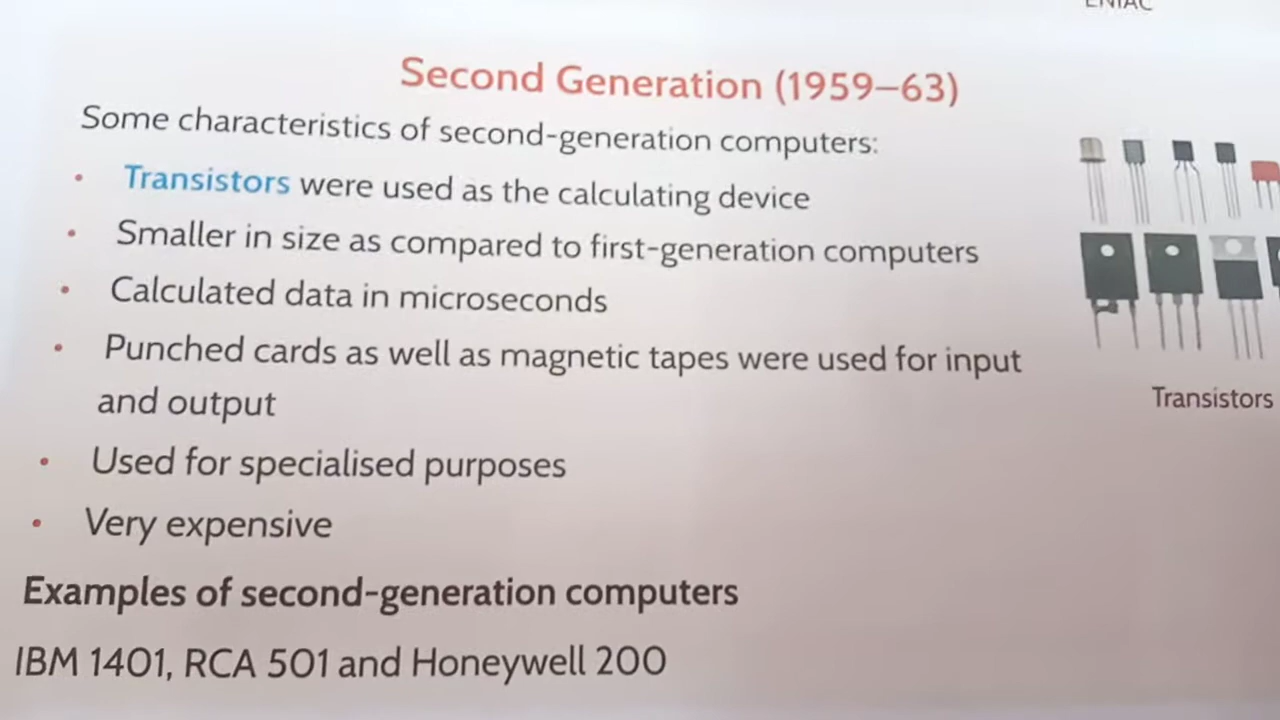 ENIAC
Second Generation (1959–63)
Some characteristics of second-generation computers:
• Transistors were used as the calculating device
• Smaller in size as compared to first-generation computers
• Calculated data in microseconds
• Punched cards as well as magnetic tapes were used for input
and output
Transistors
• Used for specialised purposes
• Very expensive
Examples of second-generation computers
IBM 1401, RCA 501 and Honeywell 200